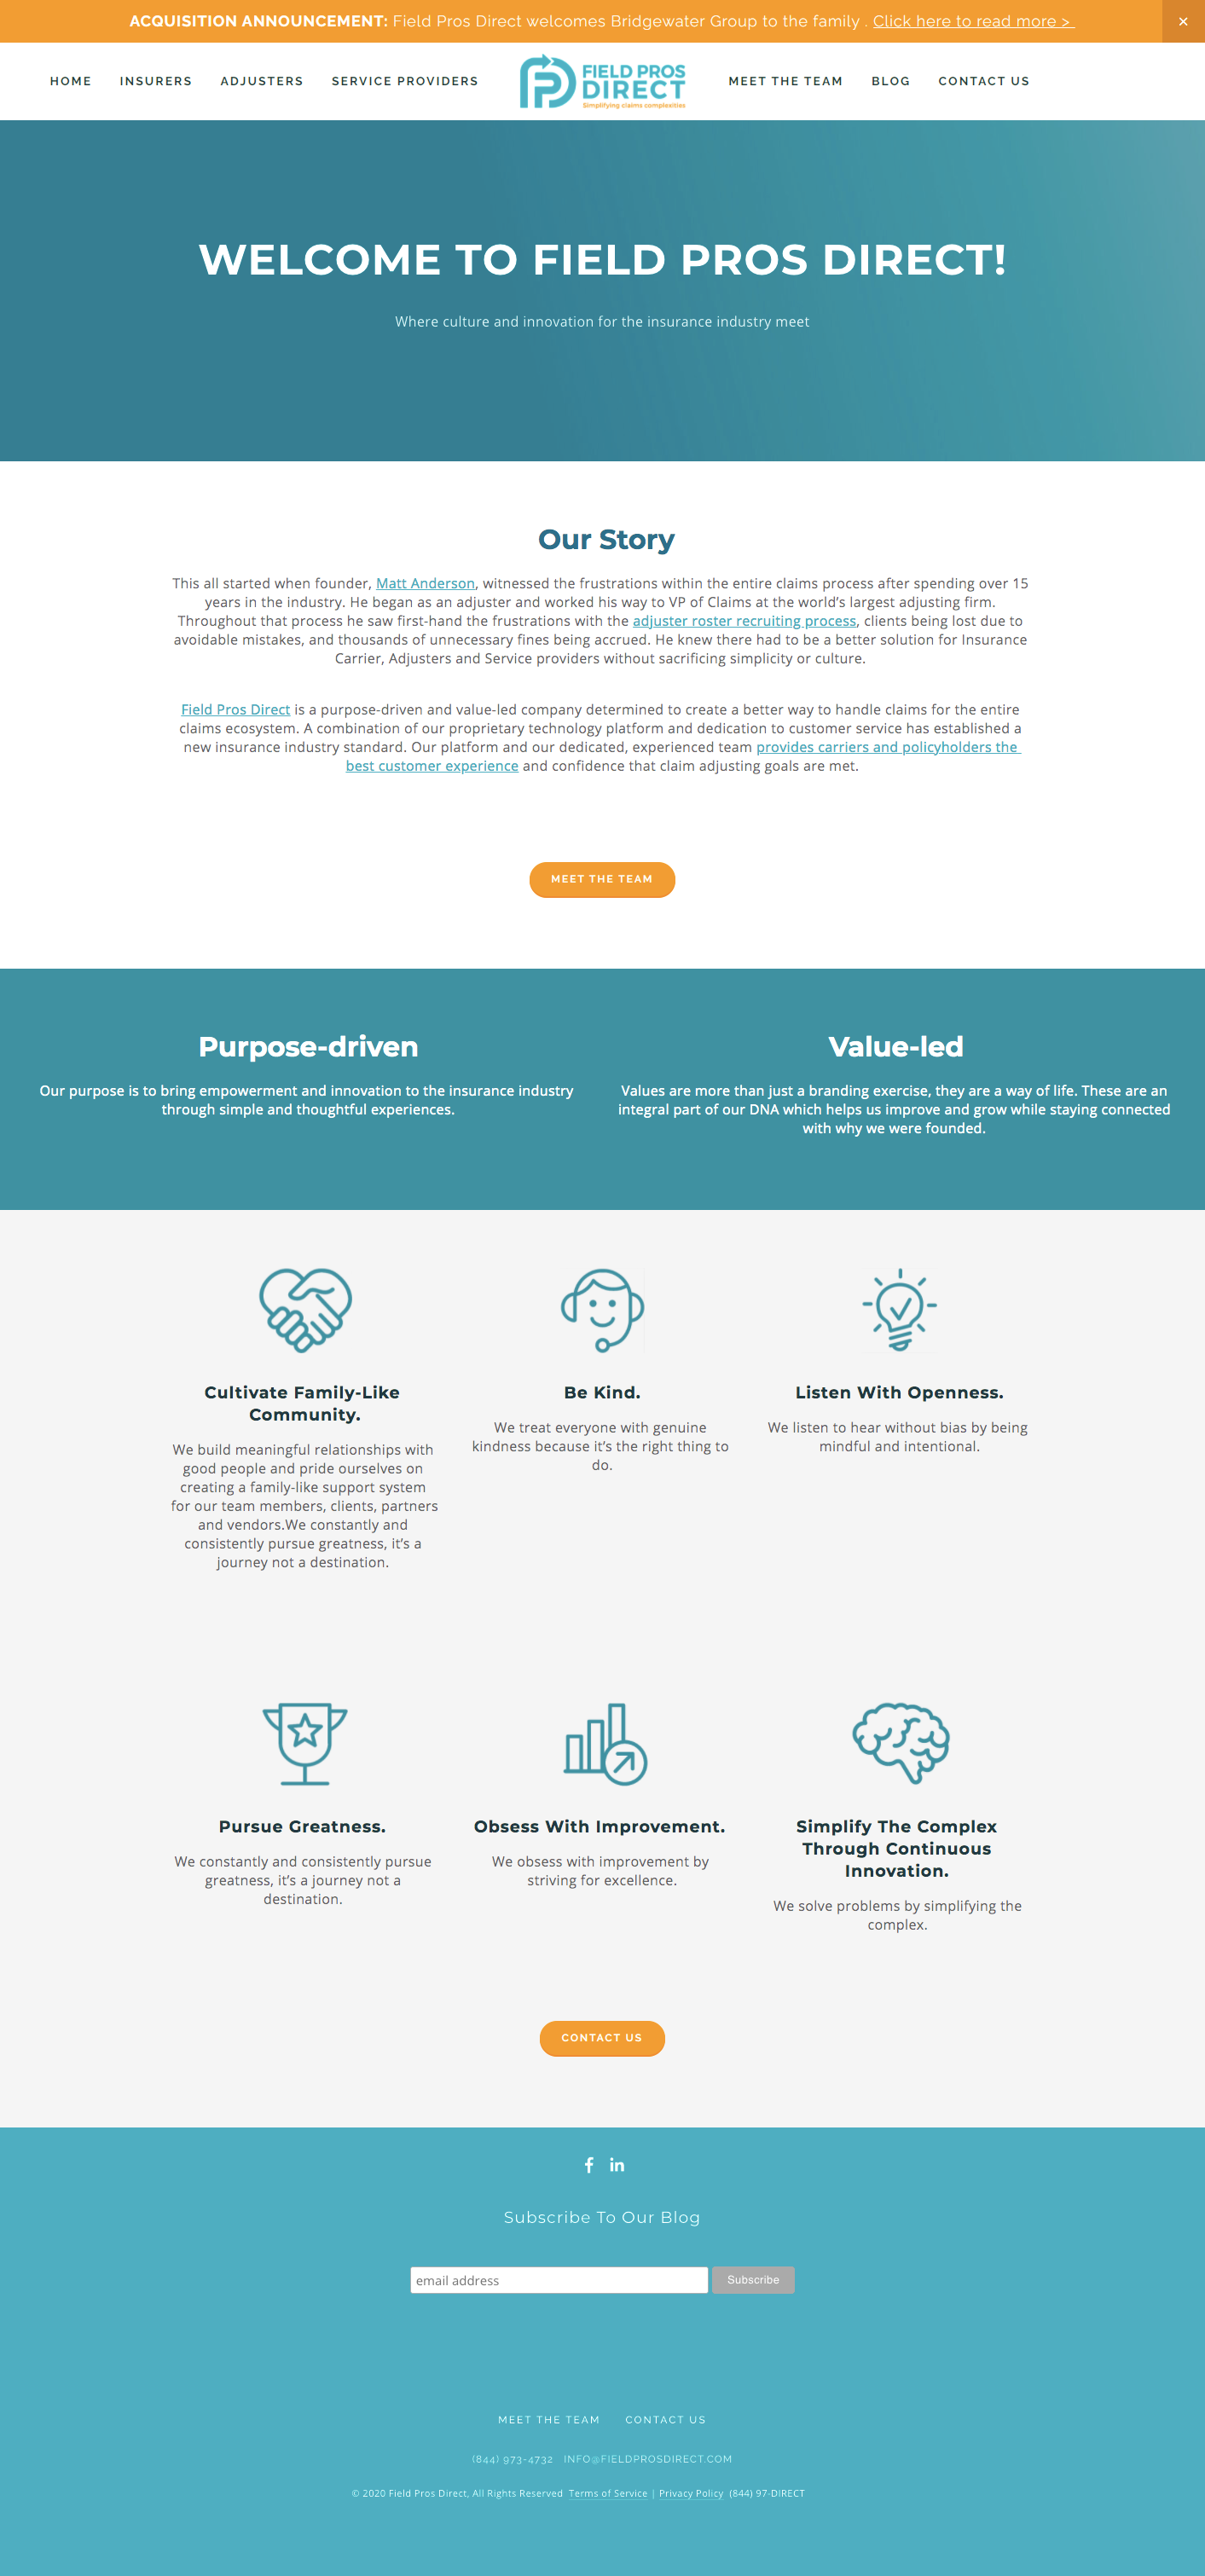 ACQUISITION ANNOUNCEMENT: Field Pros Direct welcomes Bridgewater Group to the family . Click here to read more >
×
HOME INSURERS ADJUSTERS SERVICE PROVIDERS
FIELD PROS
DIRECT
Simplifying claims complexities
MEET THE TEAM BLOG CONTACT US
WELCOME TO FIELD PROS DIRECT!
Where culture and innovation for the insurance industry meet
Our Story
This all started when founder, Matt Anderson, witnessed the frustrations within the entire claims process after spending over 15
years in the industry. He began as an adjuster and worked his way to VP of Claims at the world's largest adjusting firm.
Throughout that process he saw first-hand the frustrations with the adjuster roster recruiting process, clients being lost due to
avoidable mistakes, and thousands of unnecessary fines being accrued. He knew there had to be a better solution for Insurance
Carrier, Adjusters and Service providers without sacrificing simplicity or culture.
Field Pros Direct is a purpose-driven and value-led company determined to create a better way to handle claims for the entire
claims ecosystem. A combination of our proprietary technology platform and dedication to customer service has established a
new insurance industry standard. Our platform and our dedicated, experienced team provides carriers and policyholders the
best customer experience and confidence that claim adjusting goals are met.
MEET THE TEAM
Purpose-driven
Our purpose is to bring empowerment and innovation to the insurance industry
through simple and thoughtful experiences.
Value-led
Values are more than just a branding exercise, they are a way of life. These are an
integral part of our DNA which helps us improve and grow while staying connected
with why we were founded.
Cultivate Family-Like
Community.
We build meaningful relationships with
good people and pride ourselves on
creating a family-like support system
for our team members, clients, partners
and vendors.We constantly and
consistently pursue greatness, it's a
journey not a destination.
Be Kind.
We treat everyone with genuine
kindness because it's the right thing to
do.
Listen With Openness.
We listen to hear without bias by being
mindful and intentional.
Pursue Greatness.
We constantly and consistently pursue
greatness, it's a journey not a
destination.
Obsess With Improvement.
We obsess with improvement by
striving for excellence.
Simplify The Complex
Through Continuous
Innovation.
We solve problems by simplifying the
complex.
CONTACT US
f in
Subscribe To Our Blog
email address Subscribe
MEET THE TEAM CONTACT US
(844) 973-4732 INFO@FIELDPROSDIRECT.COM
© 2020 Field Pros Direct, All Rights Reserved Terms of Service | Privacy Policy (844) 97-DIRECT